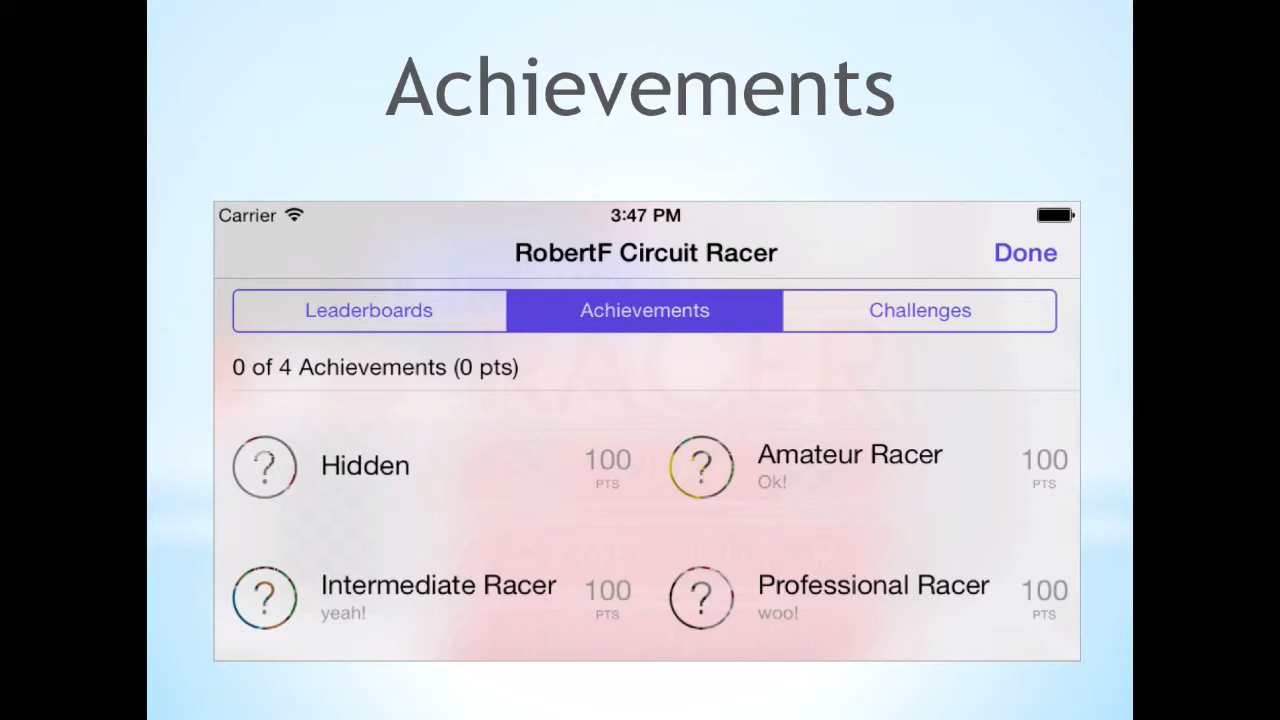 Achievements
Carrier 3:47 PM
RobertF Circuit Racer Done
Leaderboards Achievements Challenges
0 of 4 Achievements (0 pts)
? Hidden 100 PTS
? Amateur Racer 100 PTS
Ok!
? Intermediate Racer 100 PTS
yeah!
? Professional Racer 100 PTS
woo!